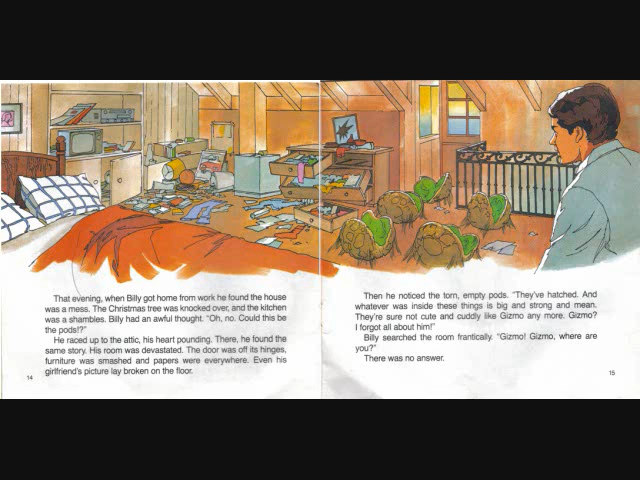 That evening, when Billy got home from work he found the house
was a mess. The Christmas tree was knocked over, and the kitchen
was a shambles. Billy had an awful thought. "Oh, no. Could this be
the pods!?"
He raced up to the attic, his heart pounding. There, he found the
same story. His room was devastated. The door was off its hinges,
furniture was smashed and papers were everywhere. Even his
girlfriend's picture lay broken on the floor.
14
Then he noticed the torn, empty pods. "They've hatched. And
whatever was inside these things is big and strong and mean.
They're sure not cute and cuddly like Gizmo any more. Gizmo?
I forgot all about him!"
Billy searched the room frantically. "Gizmo! Gizmo, where are
you?"
There was no answer.
15